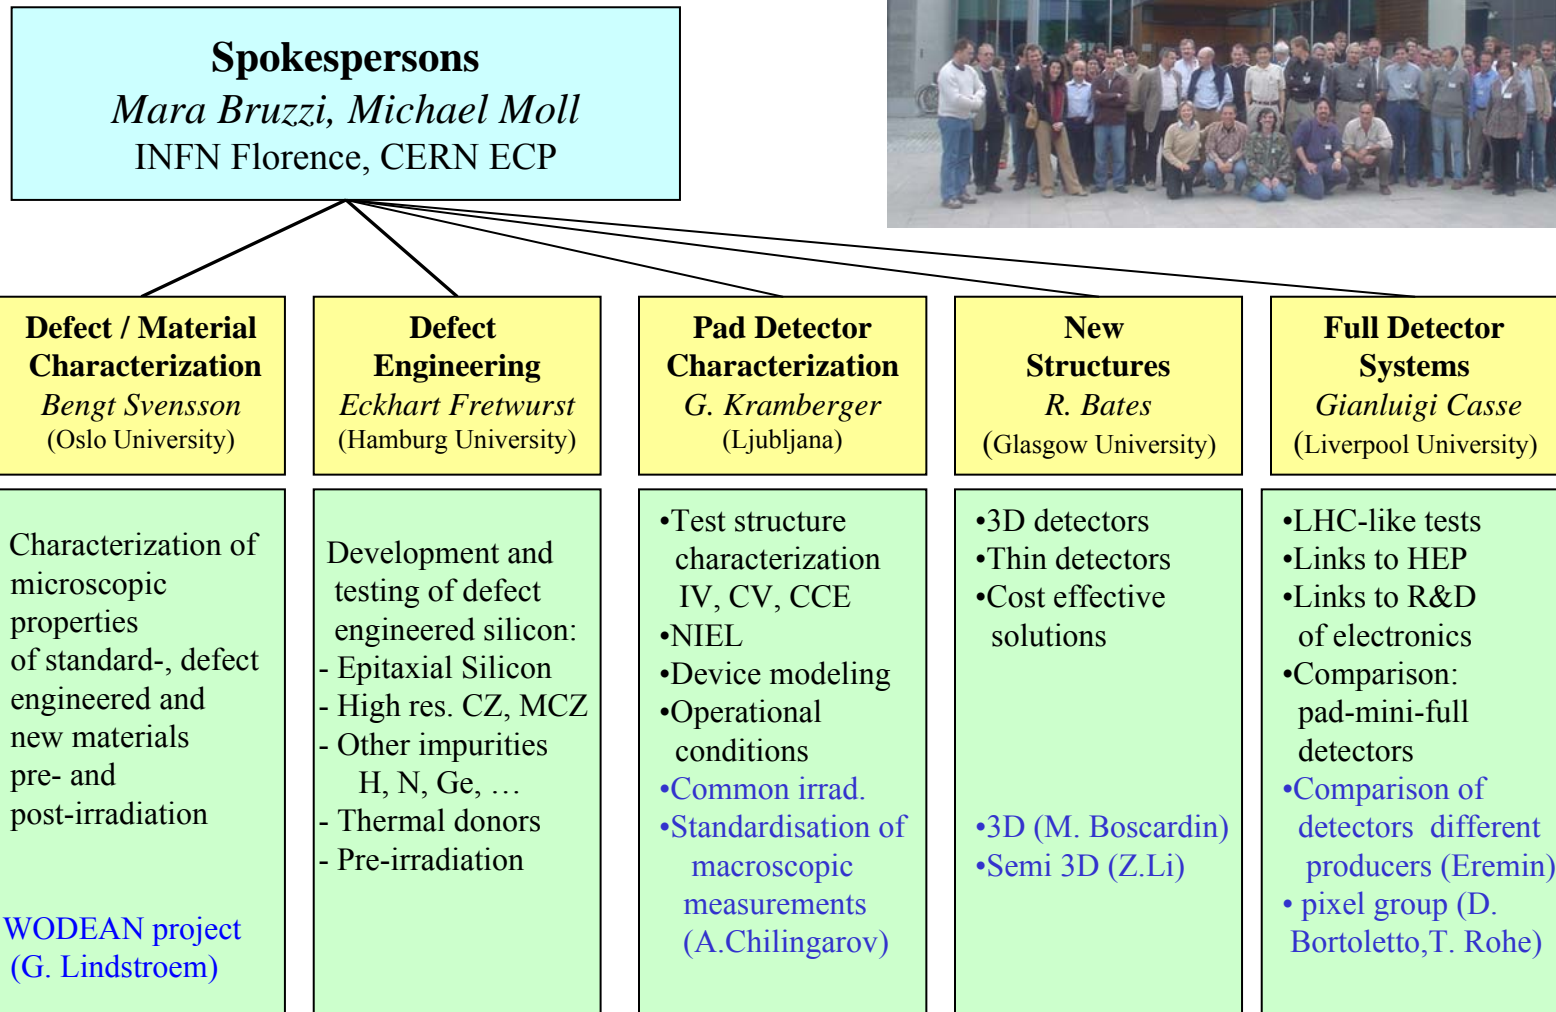 Spokespersons
Mara Bruzzi, Michael Moll
INFN Florence, CERN ECP
Defect / Material
Characterization
Bengt Svensson
(Oslo University)
Defect
Engineering
Eckhart Fretwurst
(Hamburg University)
Pad Detector
Characterization
G. Kramberger
(Ljubljana)
New
Structures
R. Bates
(Glasgow University)
Full Detector
Systems
Gianluigi Casse
(Liverpool University)
Characterization of
microscopic
properties
of standard-, defect
engineered and
new materials
pre- and
post-irradiation
WODEAN project
(G. Lindstroem)
Development and
testing of defect
engineered silicon:
- Epitaxial Silicon
- High res. CZ, MCZ
- Other impurities
H, N, Ge, …
- Thermal donors
- Pre-irradiation
•Test structure
characterization
IV, CV, CCE
•NIEL
•Device modeling
•Operational
conditions
•Common irrad.
•Standardisation of
macroscopic
measurements
(A.Chilingarov)
•3D detectors
•Thin detectors
•Cost effective
solutions
•3D (M. Boscardin)
•Semi 3D (Z.Li)
•LHC-like tests
•Links to HEP
•Links to R&D
of electronics
•Comparison:
pad-mini-full
detectors
•Comparison of
detectors different
producers (Eremin)
• pixel group (D.
Bortoletto,T. Rohe)